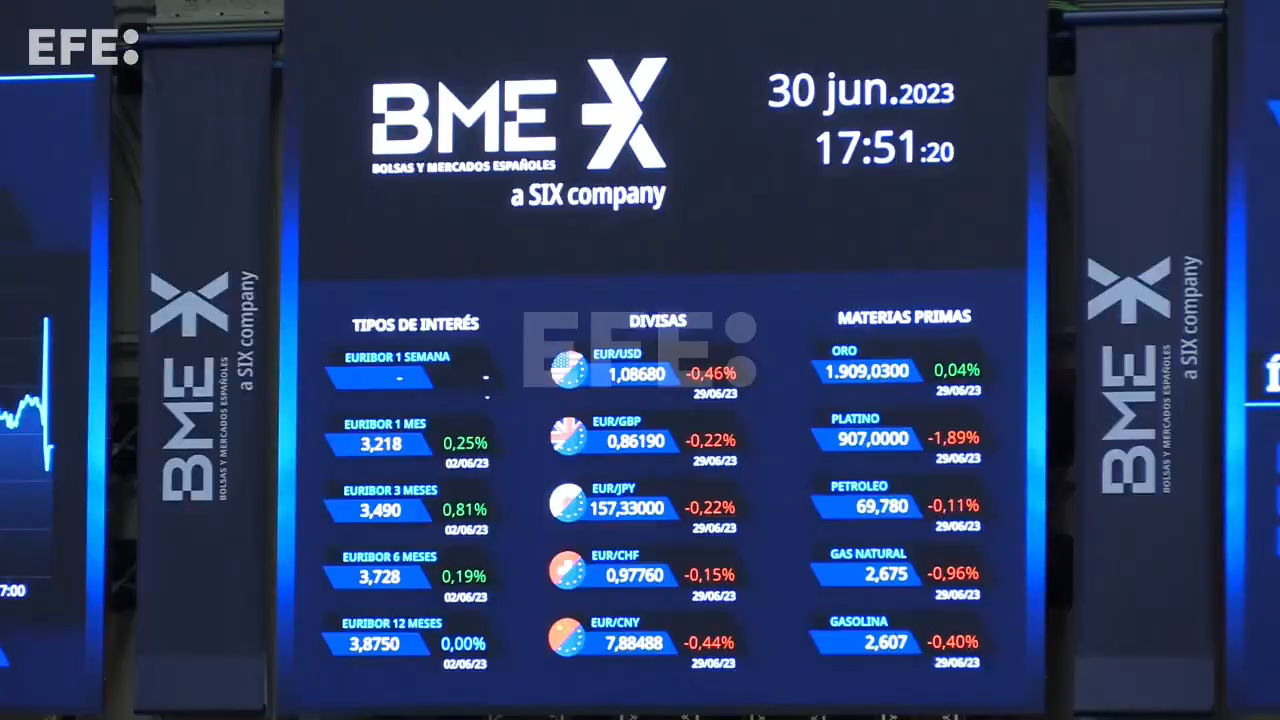 EFE:
BME X
BOLSAS Y MERCADOS ESPAÑOLES
a SIX company
30 jun.2023
17:51:20
BME X
BOLSAS Y MERCADOS ESPAÑOLES
a SIX company
BME X
BOLSAS Y MERCADOS ESPAÑOLES
a SIX company
EFE:
TIPOS DE INTERÉS
EURIBOR 1 SEMANA
- -
-
EURIBOR 1 MES
3,218 0,25%
02/06/23
EURIBOR 3 MESES
3,490 0,81%
02/06/23
EURIBOR 6 MESES
3,728 0,19%
02/06/23
EURIBOR 12 MESES
3,8750 0,00%
02/06/23
DIVISAS
EUR/USD
1,08680 -0,46%
29/06/23
EUR/GBP
0,86190 -0,22%
29/06/23
EUR/JPY
157,33000 -0,22%
29/06/23
EUR/CHF
0,97760 -0,15%
29/06/23
EUR/CNY
7,88488 -0,44%
29/06/23
MATERIAS PRIMAS
ORO
1.909,0300 0,04%
29/06/23
PLATINO
907,0000 -1,89%
29/06/23
PETROLEO
69,780 -0,11%
29/06/23
GAS NATURAL
2,675 -0,96%
29/06/23
GASOLINA
2,607 -0,40%
29/06/23
7:00